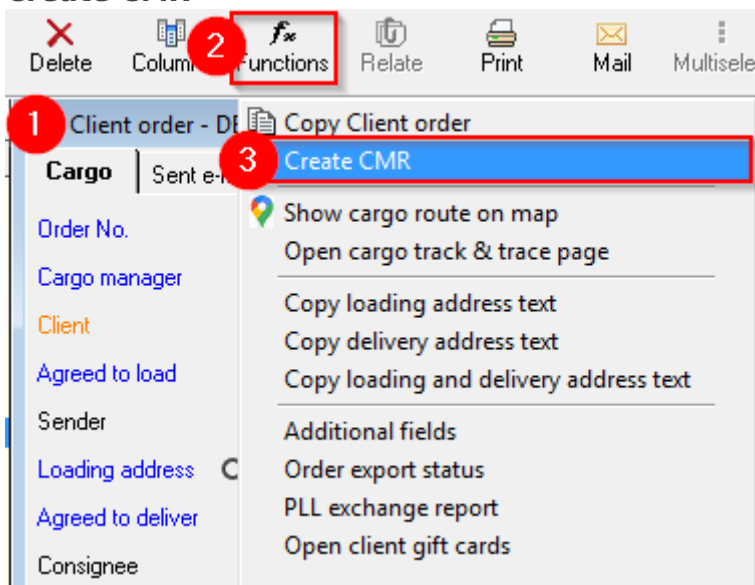 Create CMR
Delete Colum 2 Functions Relate Print Mail Multisele
1 Client order - DE
Copy Client order
Cargo Sent e-
3 Create CMR
Order No.
Show cargo route on map
Open cargo track & trace page
Cargo manager
Copy loading address text
Client
Copy delivery address text
Agreed to load
Copy loading and delivery address text
Sender
Additional fields
Loading address
Order export status
Agreed to deliver
PLL exchange report
Open client gift cards
Consignee